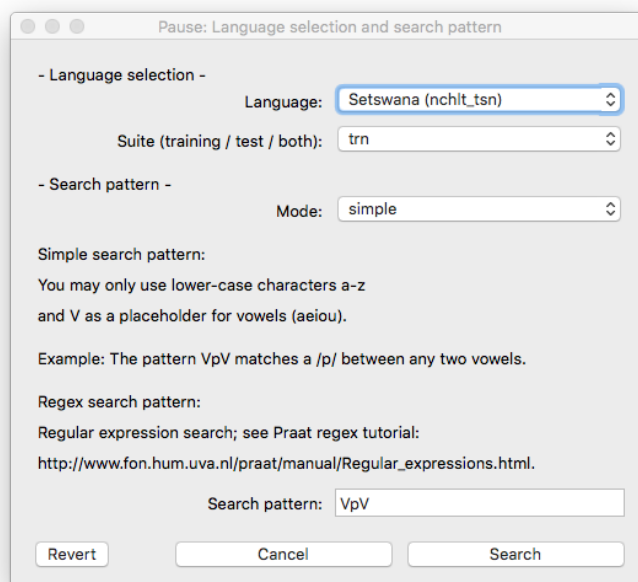 Pause: Language selection and search pattern
- Language selection -
Language: Setswana (nchlt_tsn)
Suite (training / test / both): trn
- Search pattern -
Mode: simple
Simple search pattern:
You may only use lower-case characters a-z
and V as a placeholder for vowels (aeiou).
Example: The pattern VpV matches a /p/ between any two vowels.
Regex search pattern:
Regular expression search; see Praat regex tutorial:
http://www.fon.hum.uva.nl/praat/manual/Regular_expressions.html.
Search pattern: VpV
Revert Cancel Search